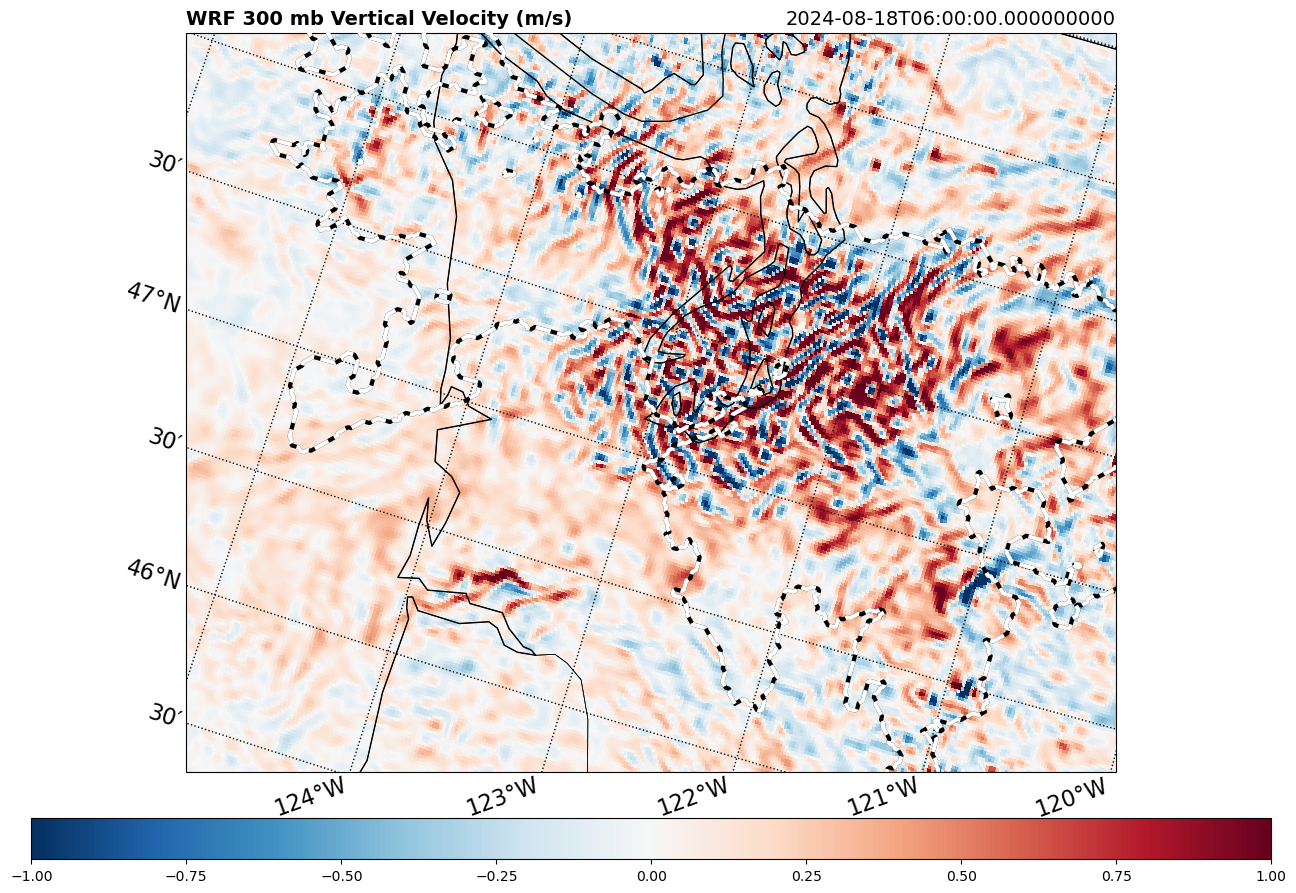 WRF 300 mb Vertical Velocity (m/s)
2024-08-18T06:00:00.000000000
30′
47°N
30′
46°N
30′
124°W
123°W
122°W
121°W
120°W
−1.00
−0.75
−0.50
−0.25
0.00
0.25
0.50
0.75
1.00